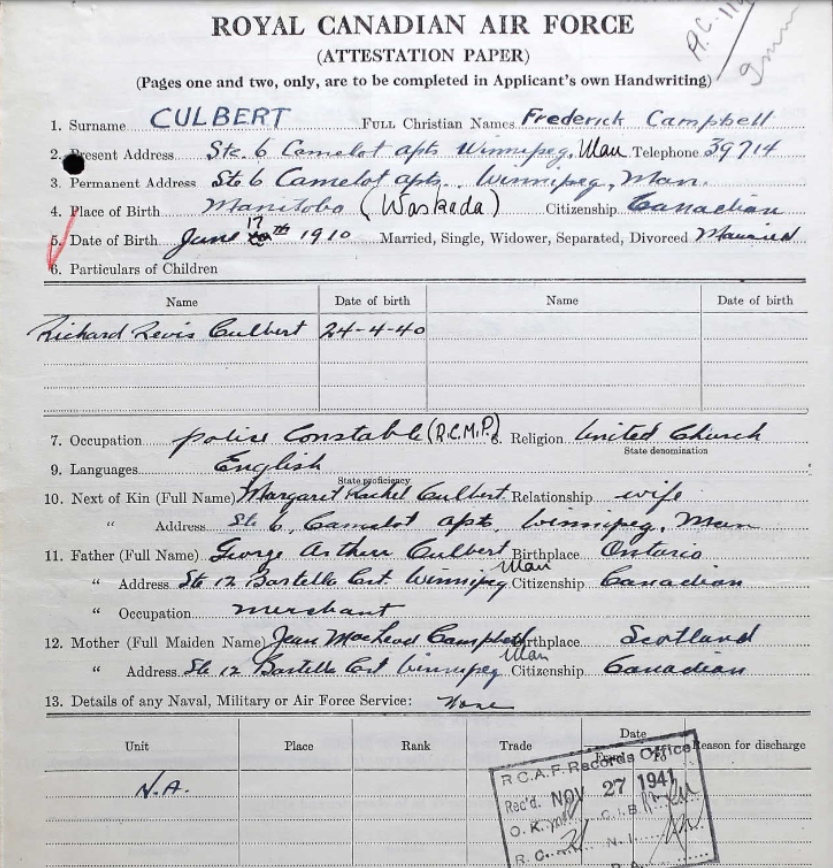 ROYAL CANADIAN AIR FORCE
(ATTESTATION PAPER)
(Pages one and two, only, are to be completed in Applicant's own Handwriting)
1. Surname CULBERT FULL Christian Names Frederick Campbell
2. Present Address Ste. 6 Camelot apts Winnipeg, Man Telephone 39714
3. Permanent Address Ste 6 Camelot apts. Winnipeg, Man.
4. Place of Birth Manitoba (Waskada) Citizenship Canadian
5. Date of Birth June 17th 1910 Married, Single, Widower, Separated, Divorced Married
6. Particulars of Children
Name Date of birth Name Date of birth
Richard Lewis Culbert 24-4-40
7. Occupation police Constable (R.C.M.P.) 8. Religion United Church
State denomination
9. Languages English
State proficiency
10. Next of Kin (Full Name) Margaret Rachel Culbert Relationship wife
" Address Ste 6, Camelot apts, Winnipeg, Man
11. Father (Full Name) George Arthur Culbert Birthplace Ontario
" Address Ste 12 Bartella Crt Winnipeg Man Citizenship Canadian
" Occupation merchant
12. Mother (Full Maiden Name) Jean MacLeod Campbell Birthplace Scotland
" Address Ste 12 Bartella Crt Winnipeg Man Citizenship Canadian
13. Details of any Naval, Military or Air Force Service: None
Unit Place Rank Trade Date Reason for discharge
From To
N.A.
R.C.A.F. Records Office
Rec'd. NOV 27 1941
O.K. C.I.B.
R.C. N.I.